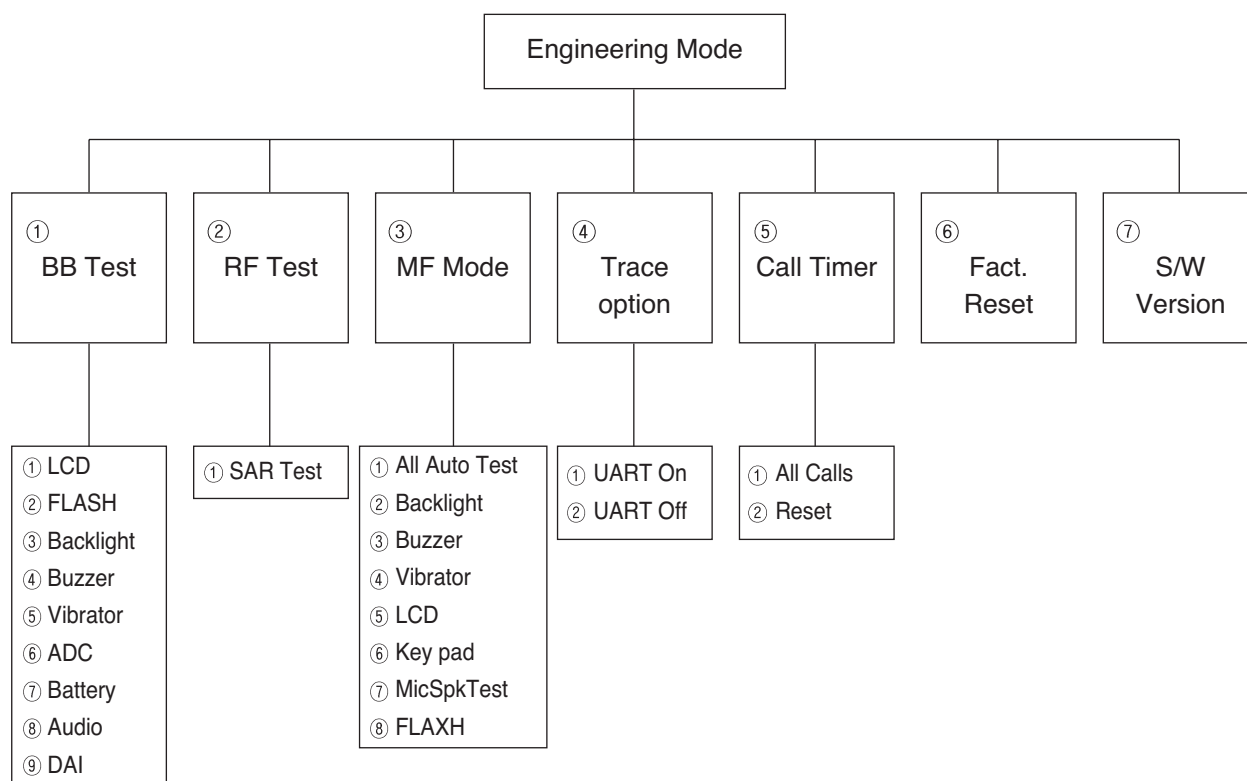 Engineering Mode
①
BB Test
②
RF Test
③
MF Mode
④
Trace
option
⑤
Call Timer
⑥
Fact.
Reset
⑦
S/W
Version
① LCD
② FLASH
③ Backlight
④ Buzzer
⑤ Vibrator
⑥ ADC
⑦ Battery
⑧ Audio
⑨ DAI
① SAR Test
① All Auto Test
② Backlight
③ Buzzer
④ Vibrator
⑤ LCD
⑥ Key pad
⑦ MicSpkTest
⑧ FLAXH
① UART On
② UART Off
① All Calls
② Reset